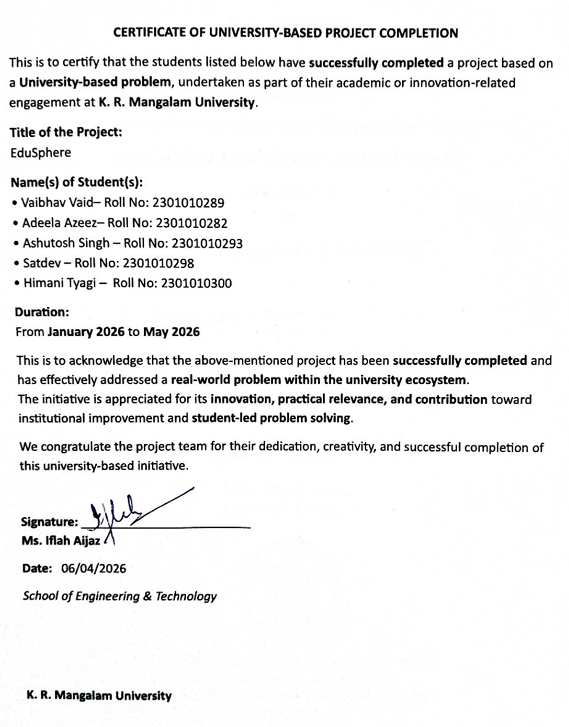 CERTIFICATE OF UNIVERSITY-BASED PROJECT COMPLETION
This is to certify that the students listed below have successfully completed a project based on
a University-based problem, undertaken as part of their academic or innovation-related
engagement at K. R. Mangalam University.
Title of the Project:
EduSphere
Name(s) of Student(s):
• Vaibhav Vaid– Roll No: 2301010289
• Adeela Azeez– Roll No: 2301010282
• Ashutosh Singh – Roll No: 2301010293
• Satdev – Roll No: 2301010298
• Himani Tyagi – Roll No: 2301010300
Duration:
From January 2026 to May 2026
This is to acknowledge that the above-mentioned project has been successfully completed and
has effectively addressed a real-world problem within the university ecosystem.
The initiative is appreciated for its innovation, practical relevance, and contribution toward
institutional improvement and student-led problem solving.
We congratulate the project team for their dedication, creativity, and successful completion of
this university-based initiative.
Signature:
Ms. Iflah Aijaz
Date: 06/04/2026
School of Engineering & Technology
K. R. Mangalam University